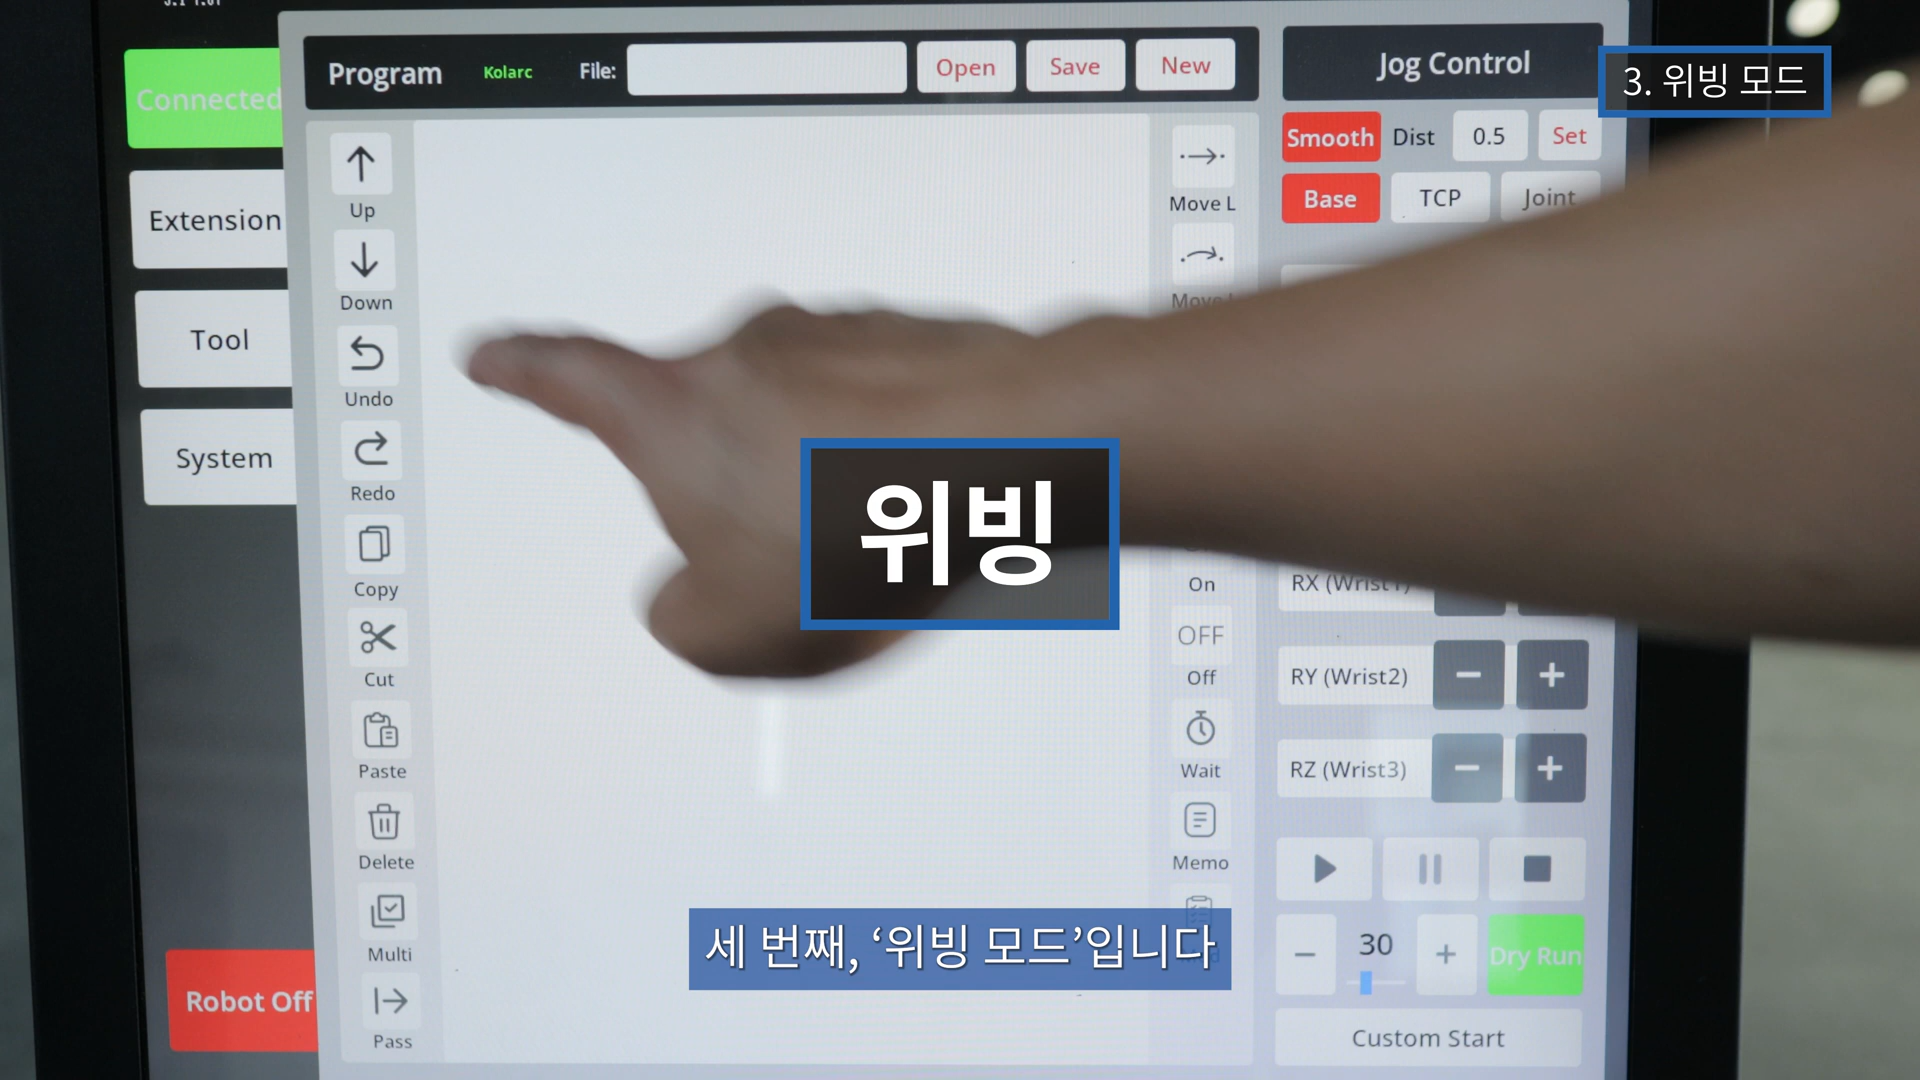 Program Kolarc File: Open Save New
Jog Control
3. 위빙 모드
Connected
Extension
Tool
System
Robot Off
Up
Down
Undo
Redo
Copy
Cut
Paste
Delete
Multi
Pass
Move L
Move
On
OFF
Off
Wait
Memo
Smooth Dist 0.5 Set
Base TCP Joint
RX (Wrist1)
RY (Wrist2) − +
RZ (Wrist3) − +
− 30 + Dry Run
Custom Start
위빙
세 번째, ‘위빙 모드’입니다